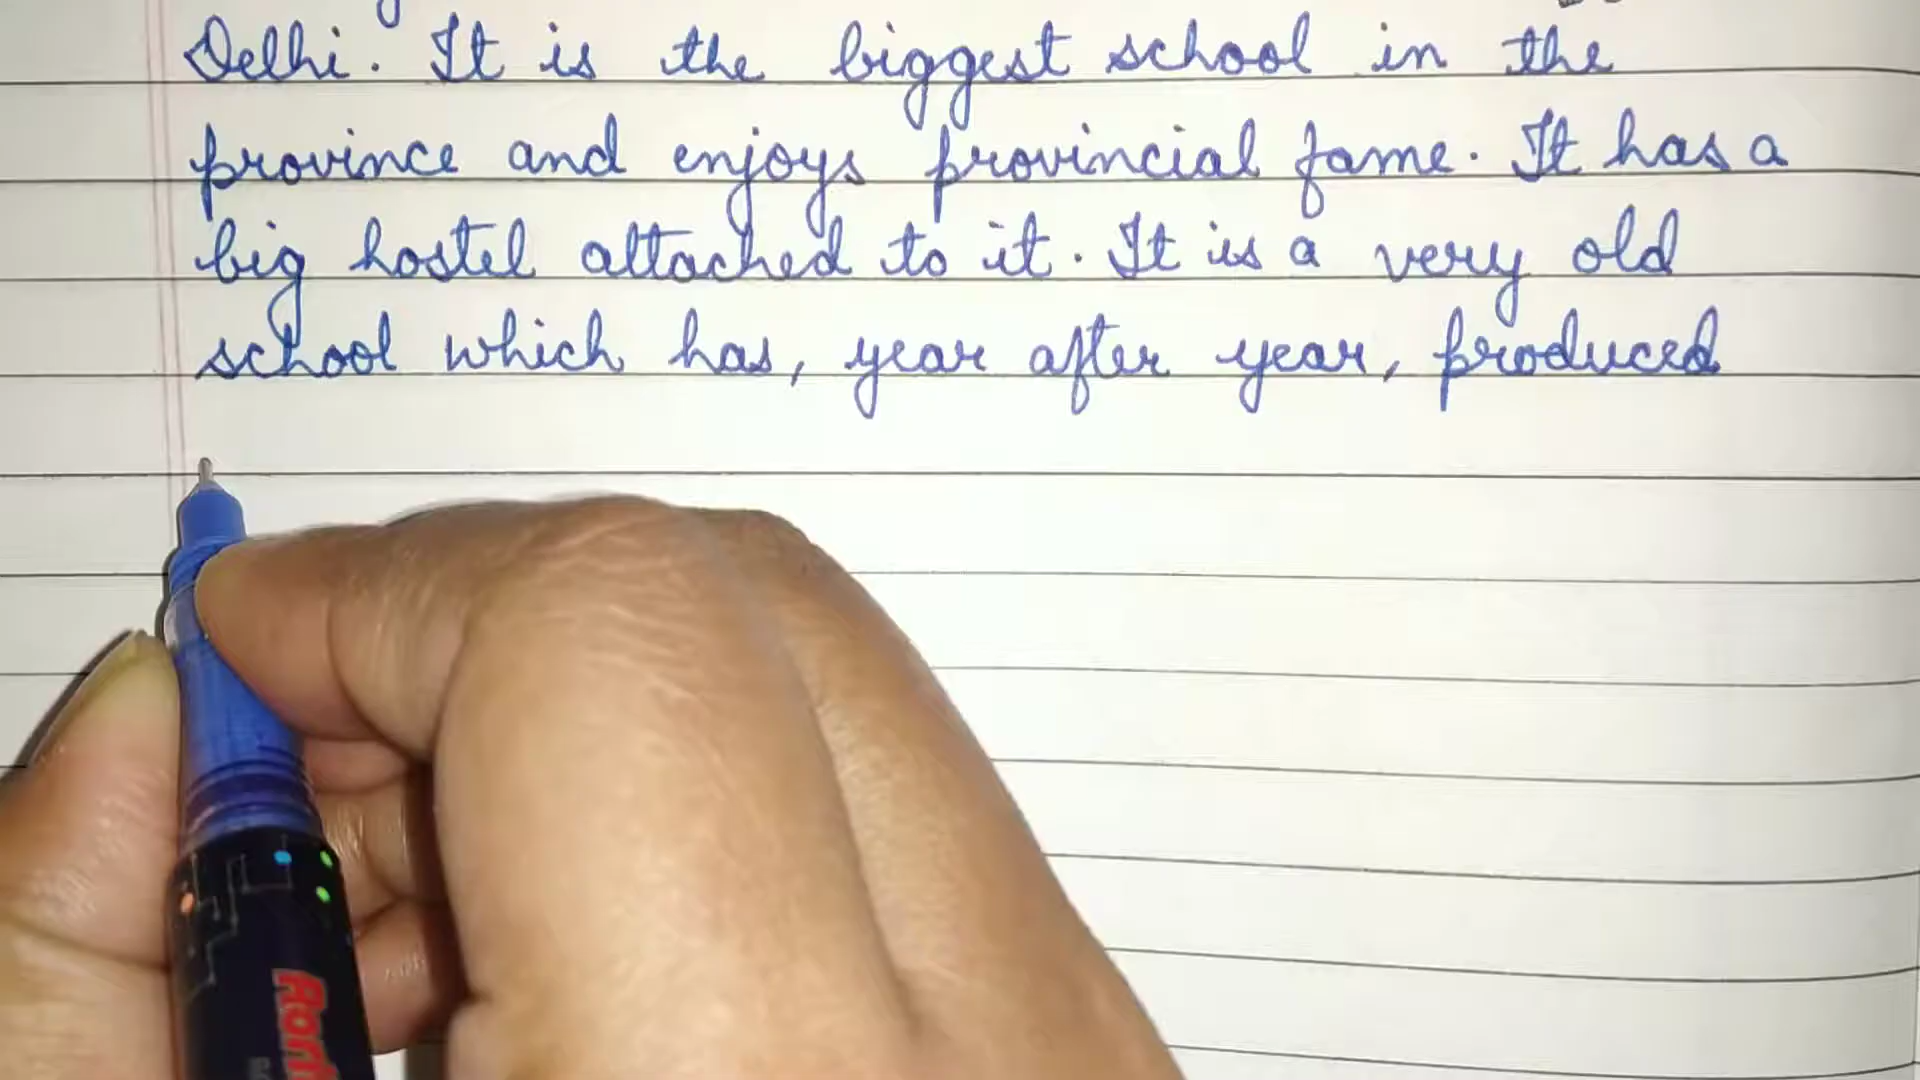 Delhi. It is the biggest school in the
province and enjoys provincial fame. It has a
big hostel attached to it. It is a very old
school which has, year after year, produced